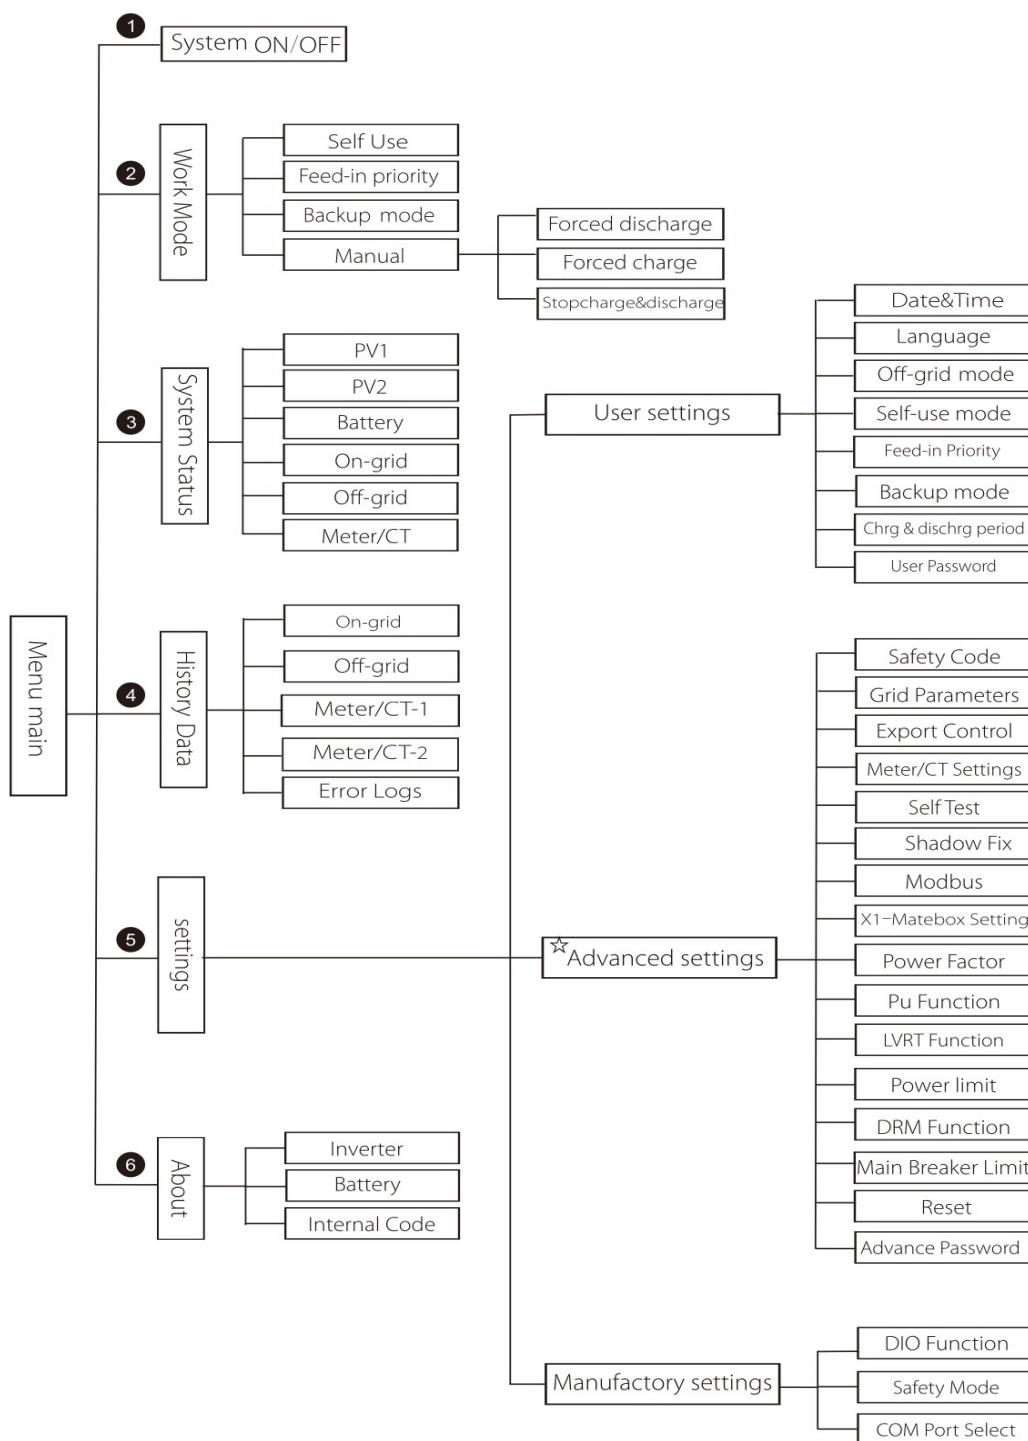 1
System ON/OFF
2
Work Mode
Self Use
Feed-in priority
Backup mode
Manual
Forced discharge
Forced charge
Stopcharge&discharge
3
System Status
PV1
PV2
Battery
On-grid
Off-grid
Meter/CT
Menu main
4
History Data
On-grid
Off-grid
Meter/CT-1
Meter/CT-2
Error Logs
5
settings
User settings
Date&Time
Language
Off-grid mode
Self-use mode
Feed-in Priority
Backup mode
Chrg & dischrg period
User Password
☆Advanced settings
Safety Code
Grid Parameters
Export Control
Meter/CT Settings
Self Test
Shadow Fix
Modbus
X1-Matebox Setting
Power Factor
Pu Function
LVRT Function
Power limit
DRM Function
Main Breaker Limit
Reset
Advance Password
Manufactory settings
DIO Function
Safety Mode
COM Port Select
6
About
Inverter
Battery
Internal Code